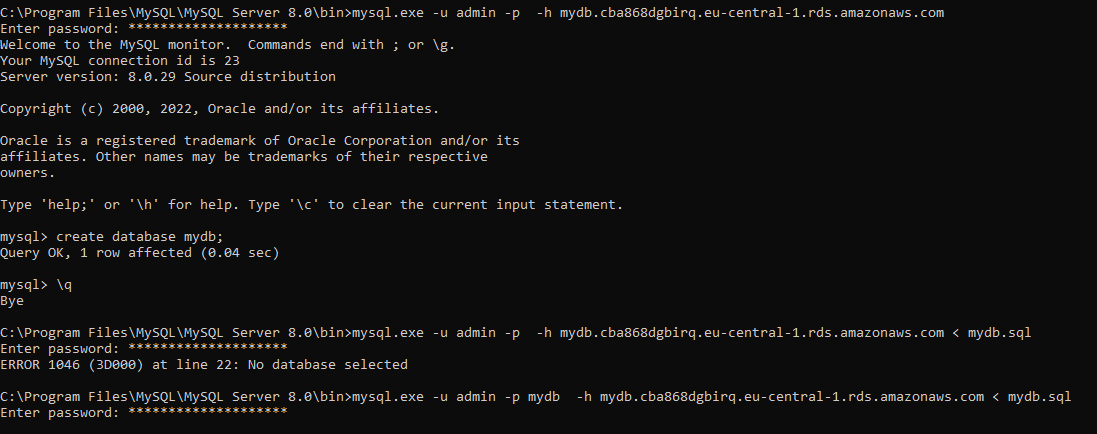 C:\Program Files\MySQL\MySQL Server 8.0\bin>mysql.exe -u admin -p  -h mydb.cba868dgbirq.eu-central-1.rds.amazonaws.com
Enter password: ********************
Welcome to the MySQL monitor.  Commands end with ; or \g.
Your MySQL connection id is 23
Server version: 8.0.29 Source distribution
Copyright (c) 2000, 2022, Oracle and/or its affiliates.
Oracle is a registered trademark of Oracle Corporation and/or its
affiliates. Other names may be trademarks of their respective
owners.
Type 'help;' or '\h' for help. Type '\c' to clear the current input statement.
mysql> create database mydb;
Query OK, 1 row affected (0.04 sec)
mysql> \q
Bye
C:\Program Files\MySQL\MySQL Server 8.0\bin>mysql.exe -u admin -p  -h mydb.cba868dgbirq.eu-central-1.rds.amazonaws.com < mydb.sql
Enter password: ********************
ERROR 1046 (3D000) at line 22: No database selected
C:\Program Files\MySQL\MySQL Server 8.0\bin>mysql.exe -u admin -p mydb  -h mydb.cba868dgbirq.eu-central-1.rds.amazonaws.com < mydb.sql
Enter password: ********************